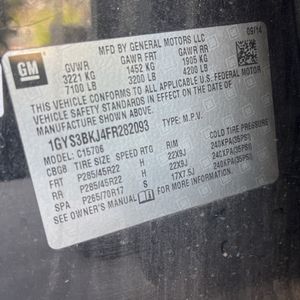 GM
MFD BY GENERAL MOTORS LLC 09/14
GVWR GAWR FRT GAWR RR
3221 KG 1452 KG 1905 KG
7100 LB 3200 LB 4200 LB
THIS VEHICLE CONFORMS TO ALL APPLICABLE U.S. FEDERAL MOTOR
VEHICLE SAFETY STANDARDS IN EFFECT ON THE DATE OF
MANUFACTURE SHOWN ABOVE.
1GYS3BKJ4FR282093 TYPE: M.P.V.
MODEL: C15706
CBG8 TIRE SIZE SPEED RTG RIM COLD TIRE PRESSURE
FRT P285/45R22 H 22X9J 240KPA(35PSI)
RR P285/45R22 H 22X9J 240KPA(35PSI)
SPA P265/70R17 17X7.5J 240KPA(35PSI)
SEE OWNER'S MANUAL FOR MORE INFORMATION.